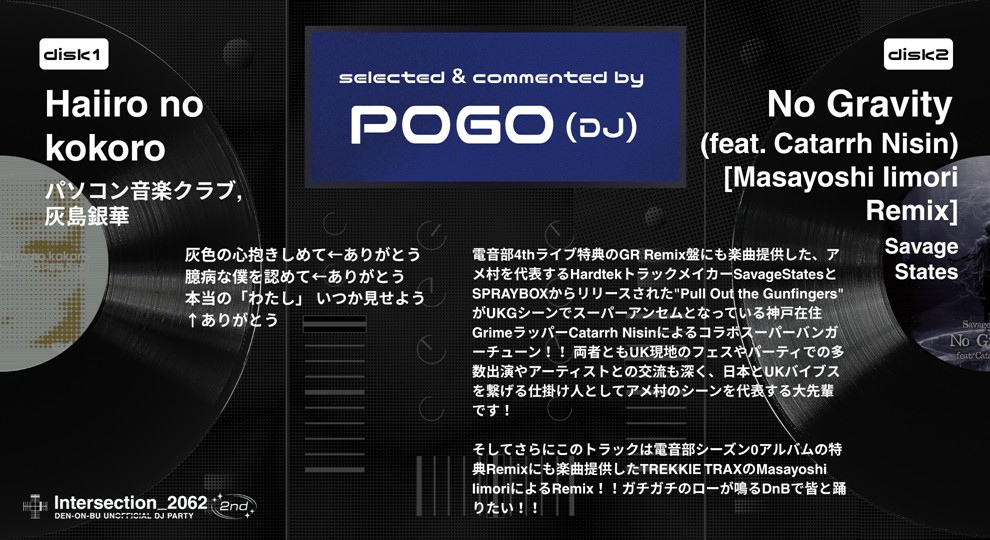 disk1
Haiiro no
kokoro
パソコン音楽クラブ,
灰島銀華
selected & commented by
POGO (DJ)
disk2
No Gravity
(feat. Catarrh Nisin)
[Masayoshi Iimori
Remix]
Savage
States
灰色の心抱きしめて←ありがとう
臆病な僕を認めて←ありがとう
本当の「わたし」 いつか見せよう
↑ありがとう
電音部4thライブ特典のGR Remix盤にも楽曲提供した、ア
メ村を代表するHardtekトラックメイカーSavageStatesと
SPRAYBOXからリリースされた"Pull Out the Gunfingers"
がUKGシーンでスーパーアンセムとなっている神戸在住
GrimeラッパーCatarrh Nisinによるコラボスーパーバンガ
ーチューン！！ 両者ともUK現地のフェスやパーティでの多
数出演やアーティストとの交流も深く、日本とUKバイブス
を繋げる仕掛け人としてアメ村のシーンを代表する大先輩
です！
そしてさらにこのトラックは電音部シーズン0アルバムの特
典Remixにも楽曲提供したTREKKIE TRAXのMasayoshi
IimoriによるRemix！！ガチガチのローが鳴るDnBで皆と踊
りたい！！
Intersection_2062 2nd
DEN-ON-BU UNOFFICIAL DJ PARTY